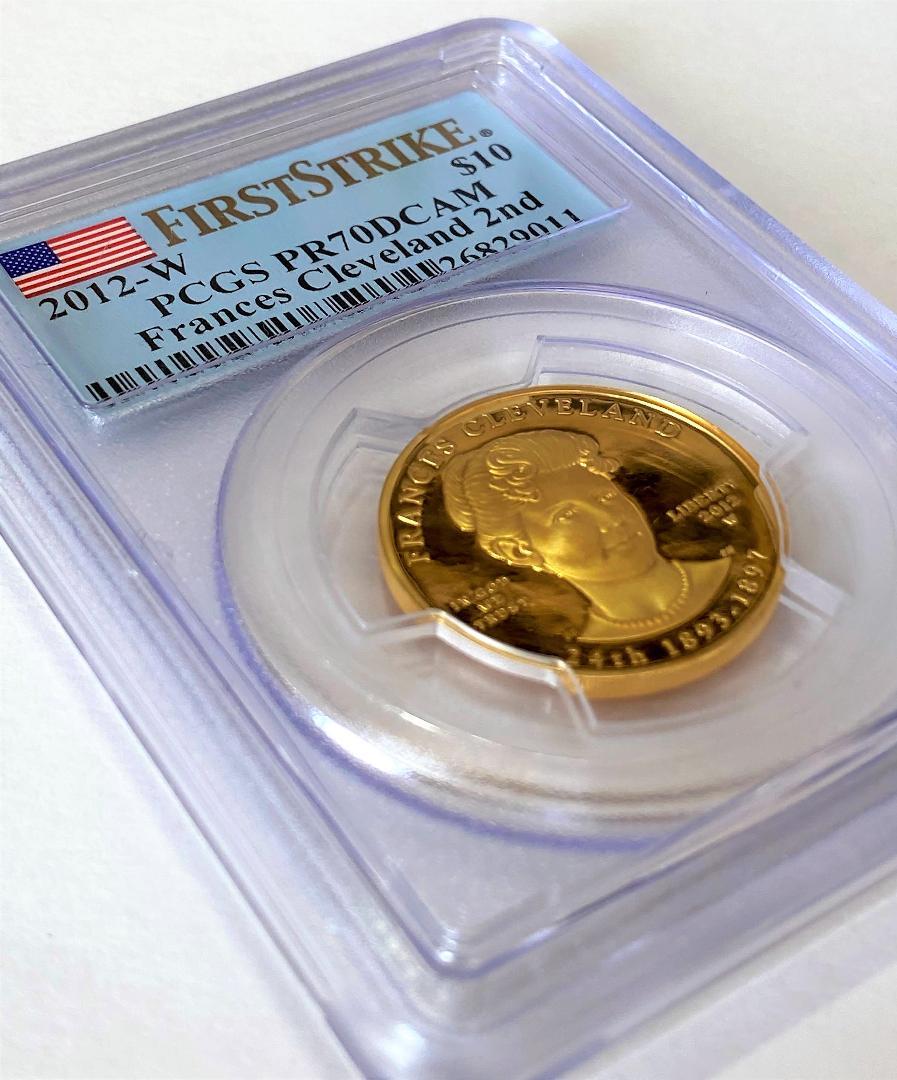 FIRSTSTRIKE®
2012-W $10
PCGS PR70DCAM
Frances Cleveland 2nd
26829011
FRANCES CLEVELAND
LIBERTY
2012
W
IN GOD
WE
TRUST
24th 1893-1897